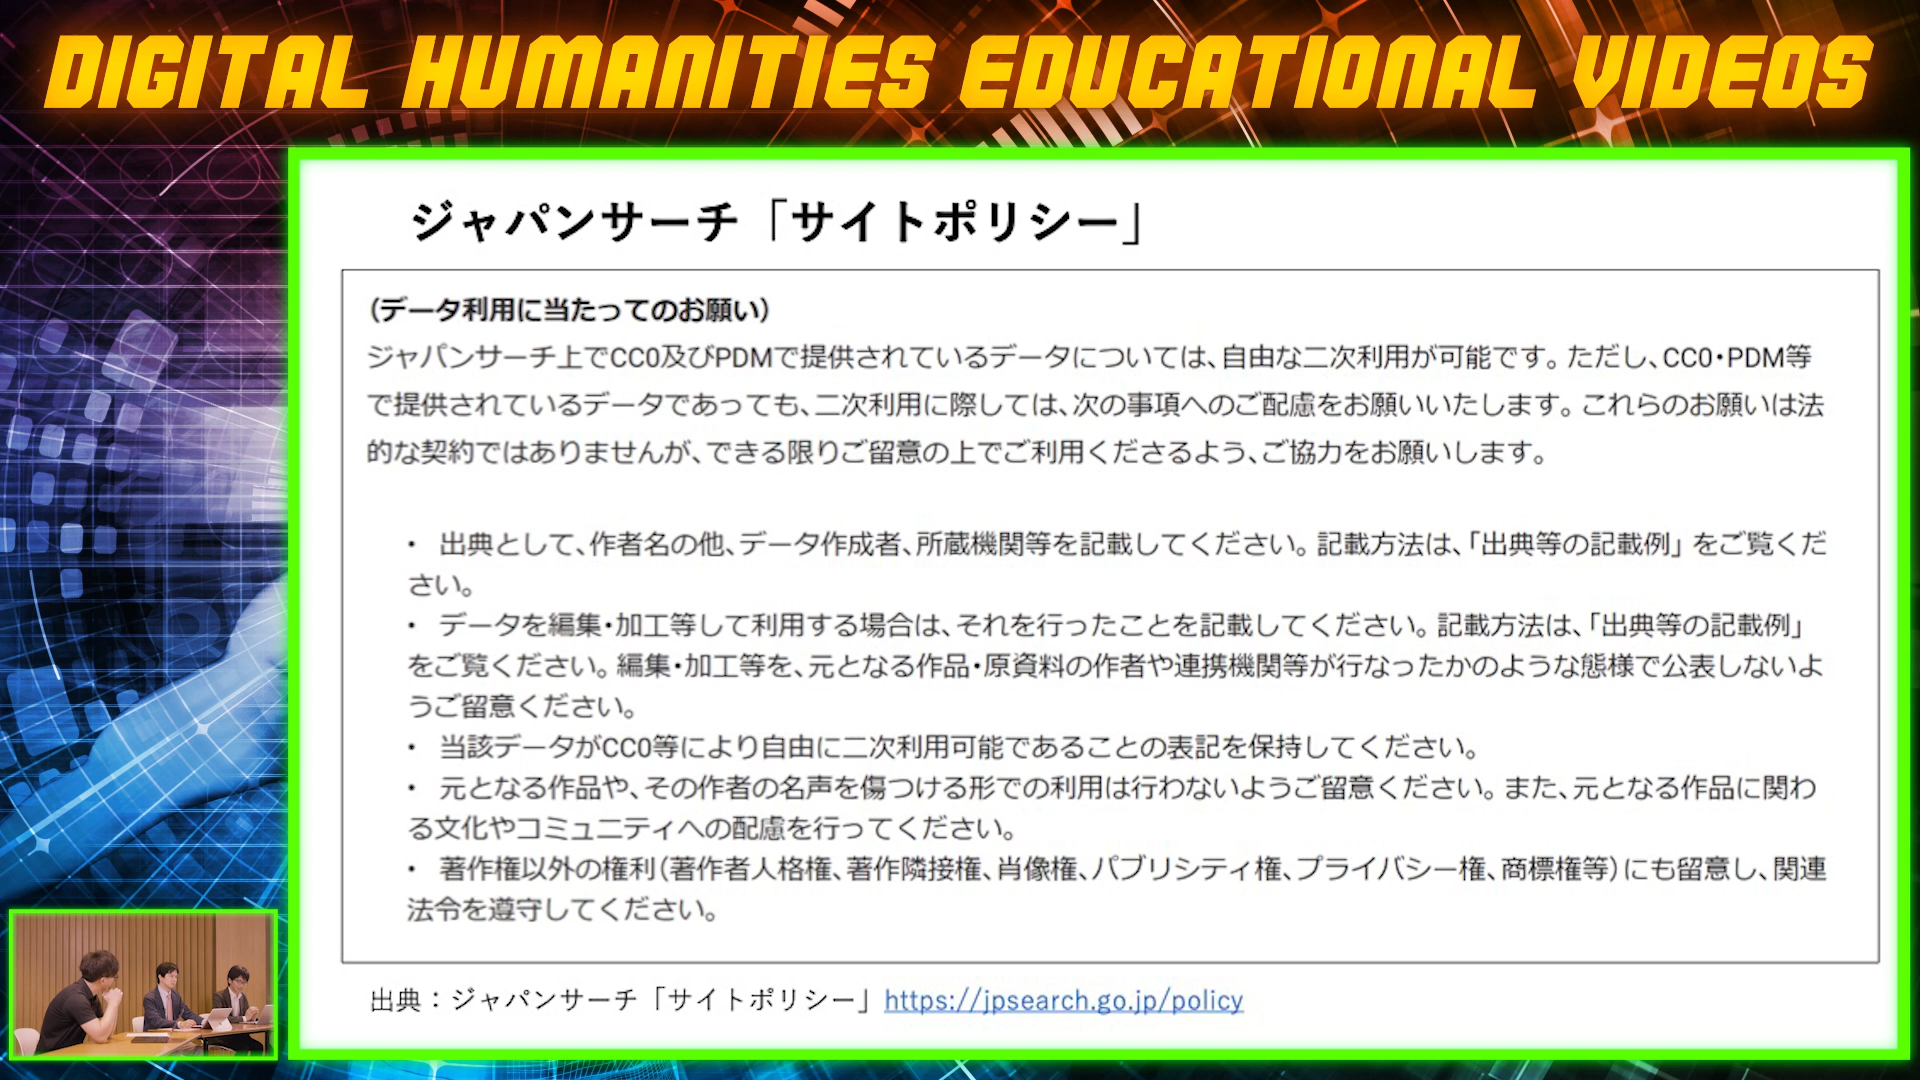 DIGITAL HUMANITIES EDUCATIONAL VIDEOS
ジャパンサーチ「サイトポリシー」
（データ利用に当たってのお願い）
ジャパンサーチ上でCC0及びPDMで提供されているデータについては、自由な二次利用が可能です。ただし、CC0・PDM等
で提供されているデータであっても、二次利用に際しては、次の事項へのご配慮をお願いいたします。これらのお願いは法
的な契約ではありませんが、できる限りご留意の上でご利用くださるよう、ご協力をお願いします。
・ 出典として、作者名の他、データ作成者、所蔵機関等を記載してください。記載方法は、「出典等の記載例」をご覧くだ
さい。
・ データを編集・加工等して利用する場合は、それを行ったことを記載してください。記載方法は、「出典等の記載例」
をご覧ください。編集・加工等を、元となる作品・原資料の作者や連携機関等が行なったかのような態様で公表しないよ
うご留意ください。
・ 当該データがCC0等により自由に二次利用可能であることの表記を保持してください。
・ 元となる作品や、その作者の名声を傷つける形での利用は行わないようご留意ください。また、元となる作品に関わ
る文化やコミュニティへの配慮を行ってください。
・ 著作権以外の権利（著作者人格権、著作隣接権、肖像権、パブリシティ権、プライバシー権、商標権等）にも留意し、関連
法令を遵守してください。
出典：ジャパンサーチ「サイトポリシー」https://jpsearch.go.jp/policy